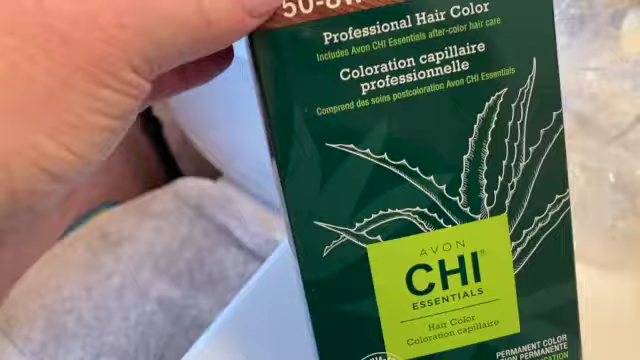 Professional Hair Color
Includes Avon CHI Essentials after-color hair care
Coloration capillaire
professionnelle
Comprend des soins postcoloration Avon CHI Essentials
AVON
CHI®
ESSENTIALS
Hair Color
Coloration capillaire
PERMANENT COLOR
PERMANENTE